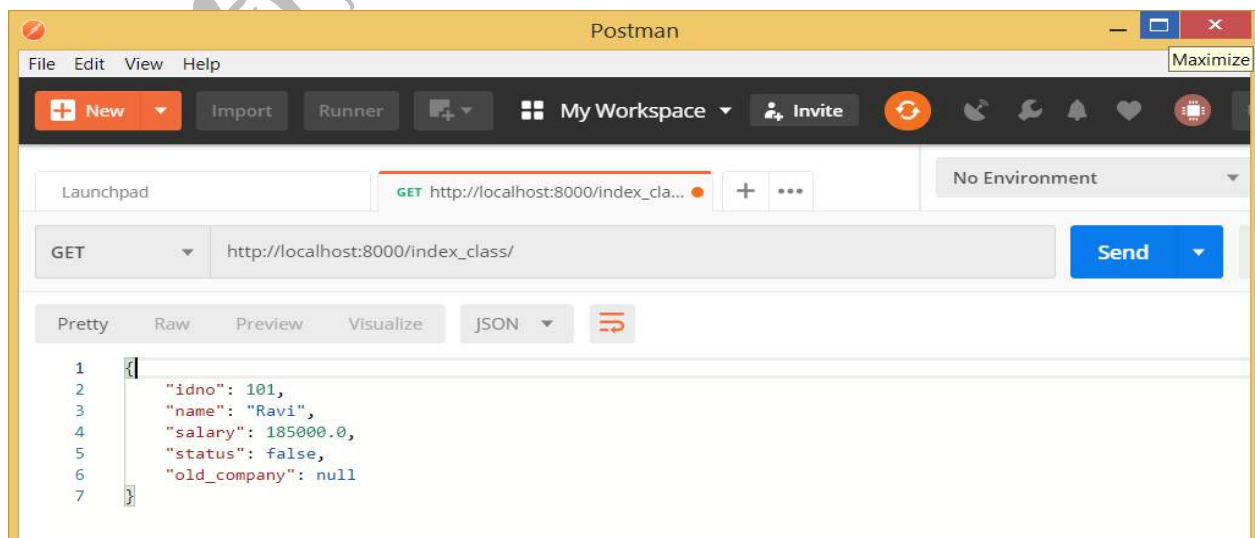 Postman
File Edit View Help
Maximize
New Import Runner My Workspace Invite
Launchpad
GET http://localhost:8000/index_cla...
No Environment
GET http://localhost:8000/index_class/ Send
Pretty Raw Preview Visualize JSON
1 {
2 "idno": 101,
3 "name": "Ravi",
4 "salary": 185000.0,
5 "status": false,
6 "old_company": null
7 }